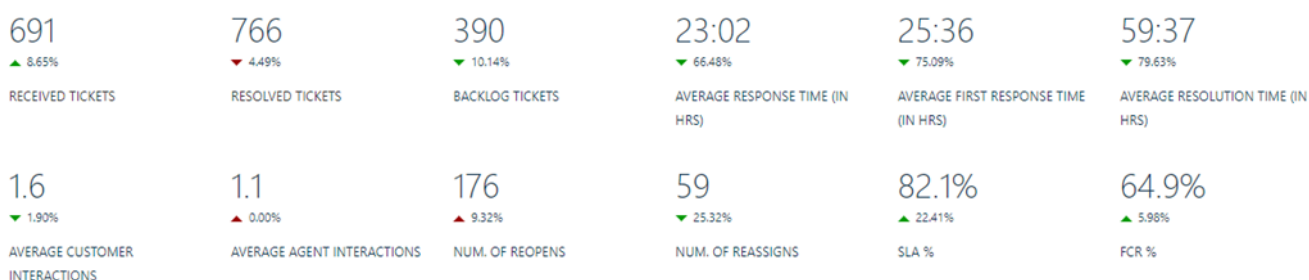 691 766 390 23:02 25:36 59:37
▲ 8.65% ▼ 4.49% ▼ 10.14% ▼ 66.48% ▼ 75.09% ▼ 79.63%
RECEIVED TICKETS RESOLVED TICKETS BACKLOG TICKETS AVERAGE RESPONSE TIME (IN AVERAGE FIRST RESPONSE TIME AVERAGE RESOLUTION TIME (IN
HRS) (IN HRS) HRS)
1.6 1.1 176 59 82.1% 64.9%
▼ 1.90% ▲ 0.00% ▲ 9.32% ▼ 25.32% ▲ 22.41% ▲ 5.98%
AVERAGE CUSTOMER AVERAGE AGENT INTERACTIONS NUM. OF REOPENS NUM. OF REASSIGNS SLA % FCR %
INTERACTIONS